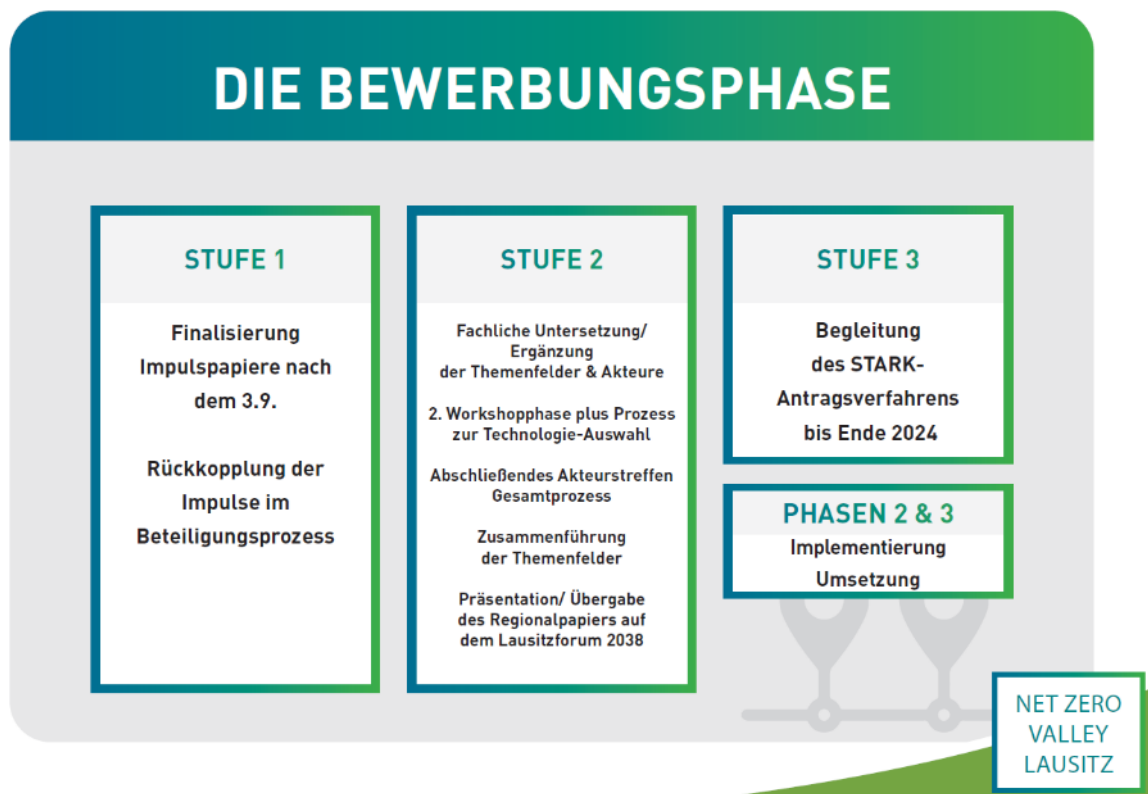 DIE BEWERBUNGSPHASE
STUFE 1
Finalisierung
Impulspapiere nach
dem 3.9.
Rückkopplung der
Impulse im
Beteiligungsprozess
STUFE 2
Fachliche Untersetzung/
Ergänzung
der Themenfelder & Akteure
2. Workshopphase plus Prozess
zur Technologie-Auswahl
Abschließendes Akteurstreffen
Gesamtprozess
Zusammenführung
der Themenfelder
Präsentation/ Übergabe
des Regionalpapiers auf
dem Lausitzforum 2038
STUFE 3
Begleitung
des STARK-
Antragsverfahrens
bis Ende 2024
PHASEN 2 & 3
Implementierung
Umsetzung
NET ZERO
VALLEY
LAUSITZ